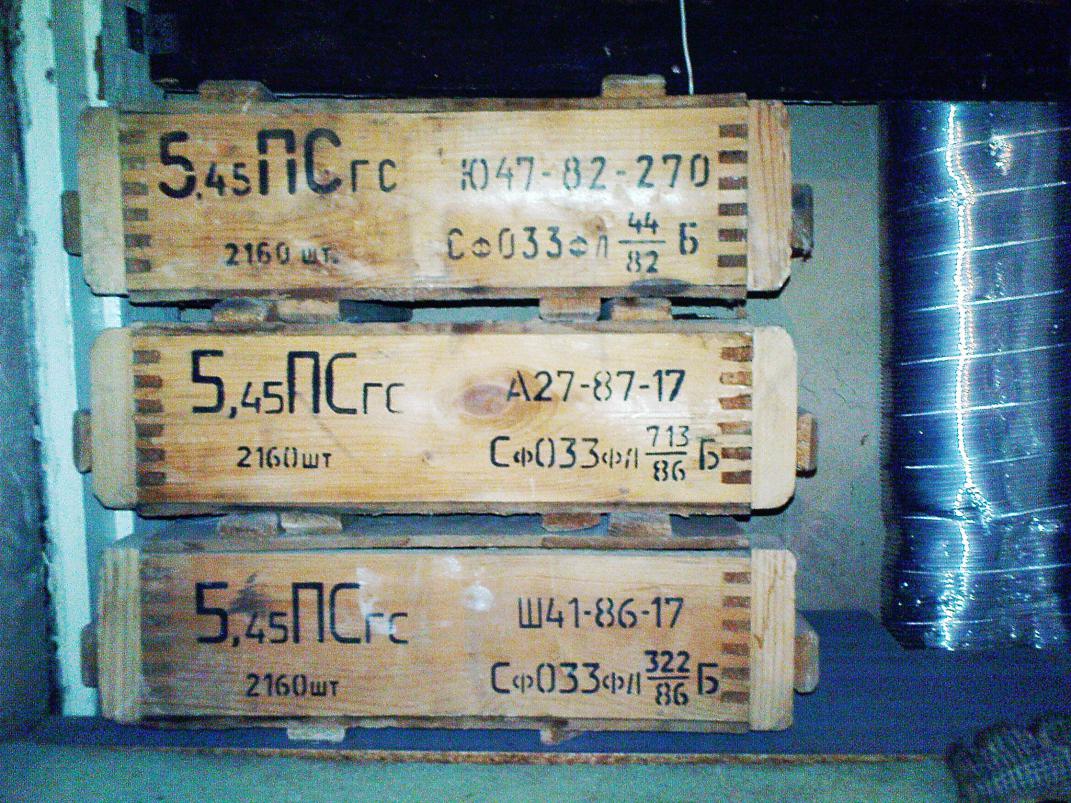 5,45ПСгс Ю47-82-270
2160 шт. СФ033фл 44/82 Б
5,45ПСгс А27-87-17
2160шт СФ033фл 713/86 Б
5,45ПСгс Ш41-86-17
2160шт СФ033фл 322/86 Б